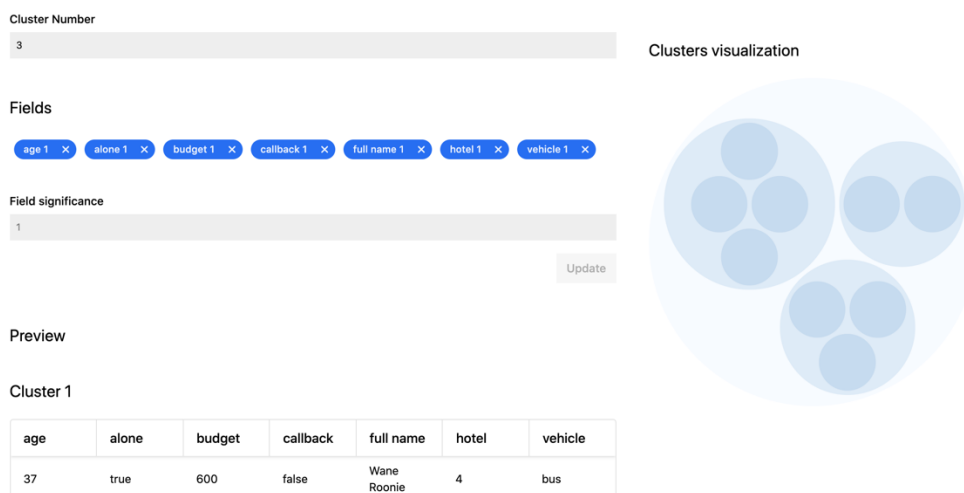 Cluster Number
3
Clusters visualization
Fields
age 1 × alone 1 × budget 1 × callback 1 × full name 1 × hotel 1 × vehicle 1 ×
Field significance
1
Update
Preview
Cluster 1
age alone budget callback full name hotel vehicle
37 true 600 false Wane Roonie 4 bus